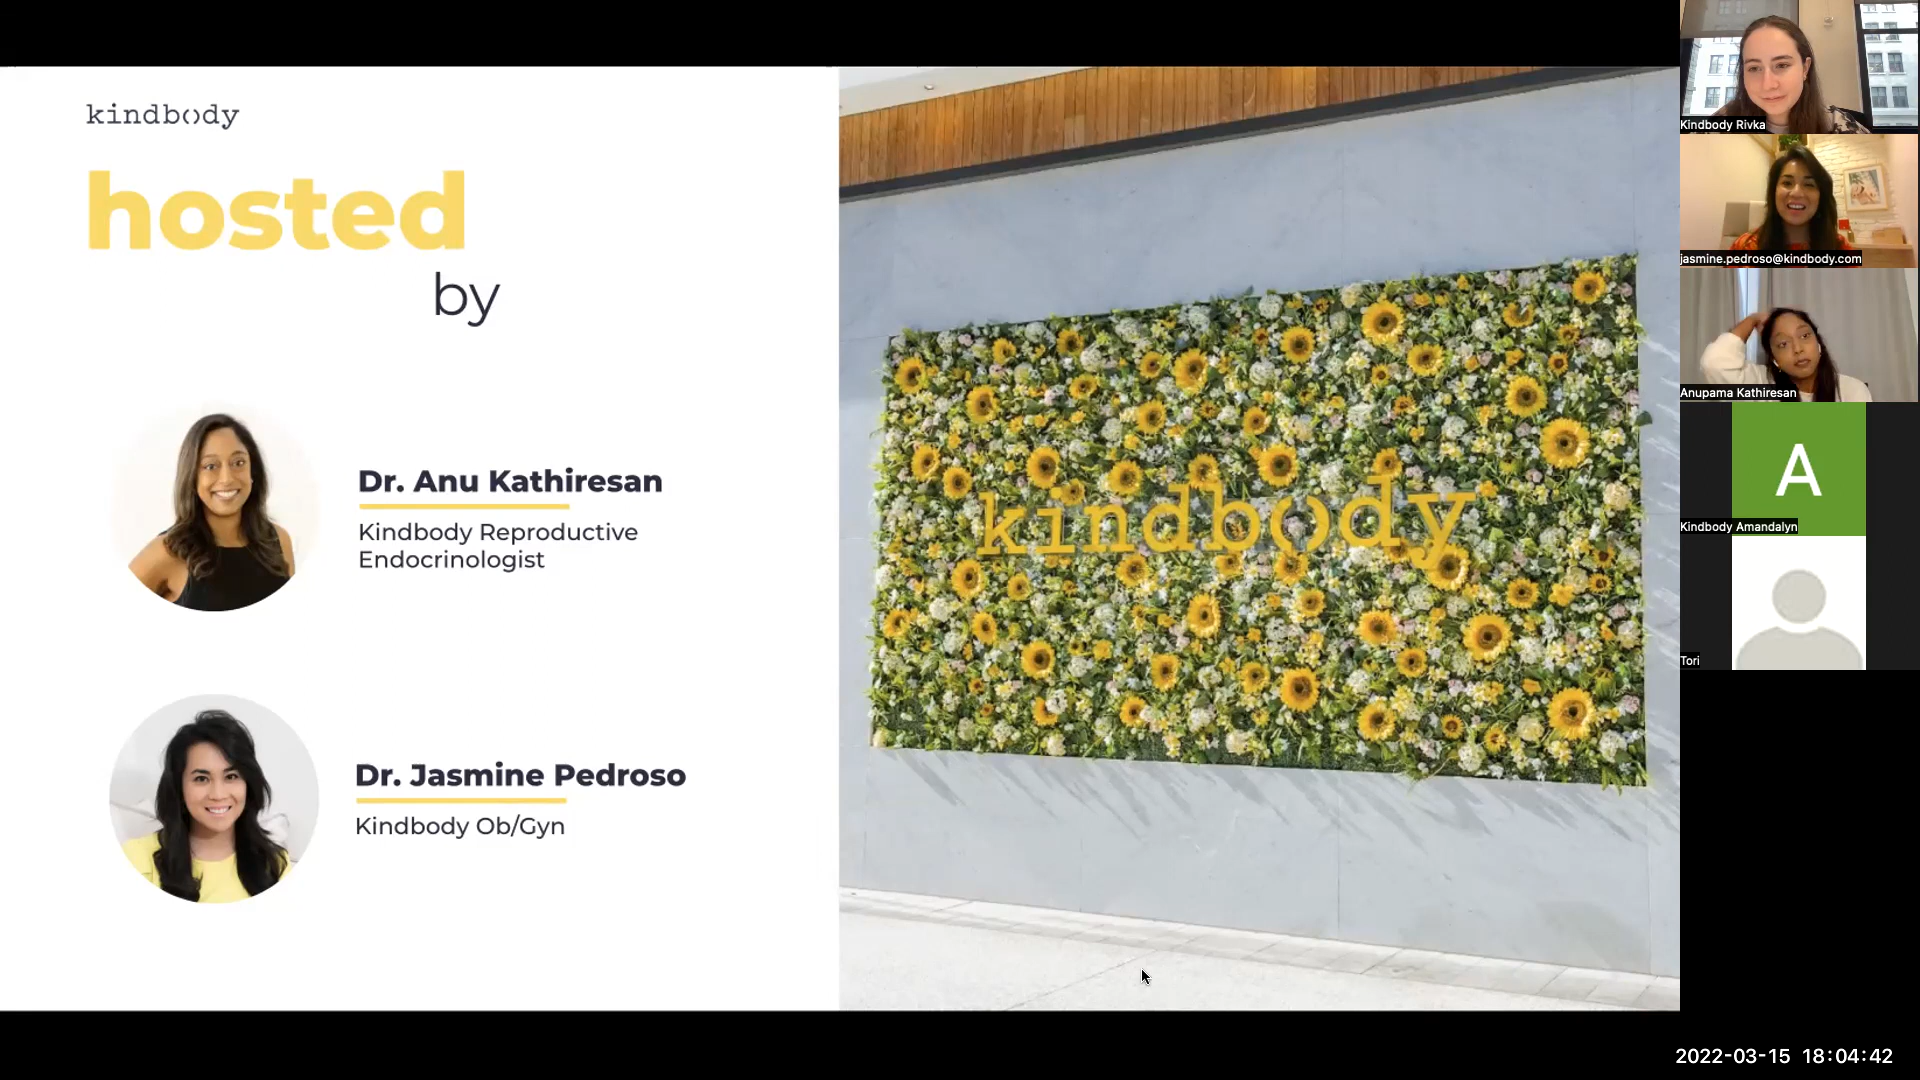 kindbody
hosted
by
Dr. Anu Kathiresan
Kindbody Reproductive
Endocrinologist
Dr. Jasmine Pedroso
Kindbody Ob/Gyn
kindbody
Kindbody Rivka
jasmine.pedroso@kindbody.com
Anupama Kathiresan
A
Kindbody Amandalyn
Tori
2022-03-15 18:04:42